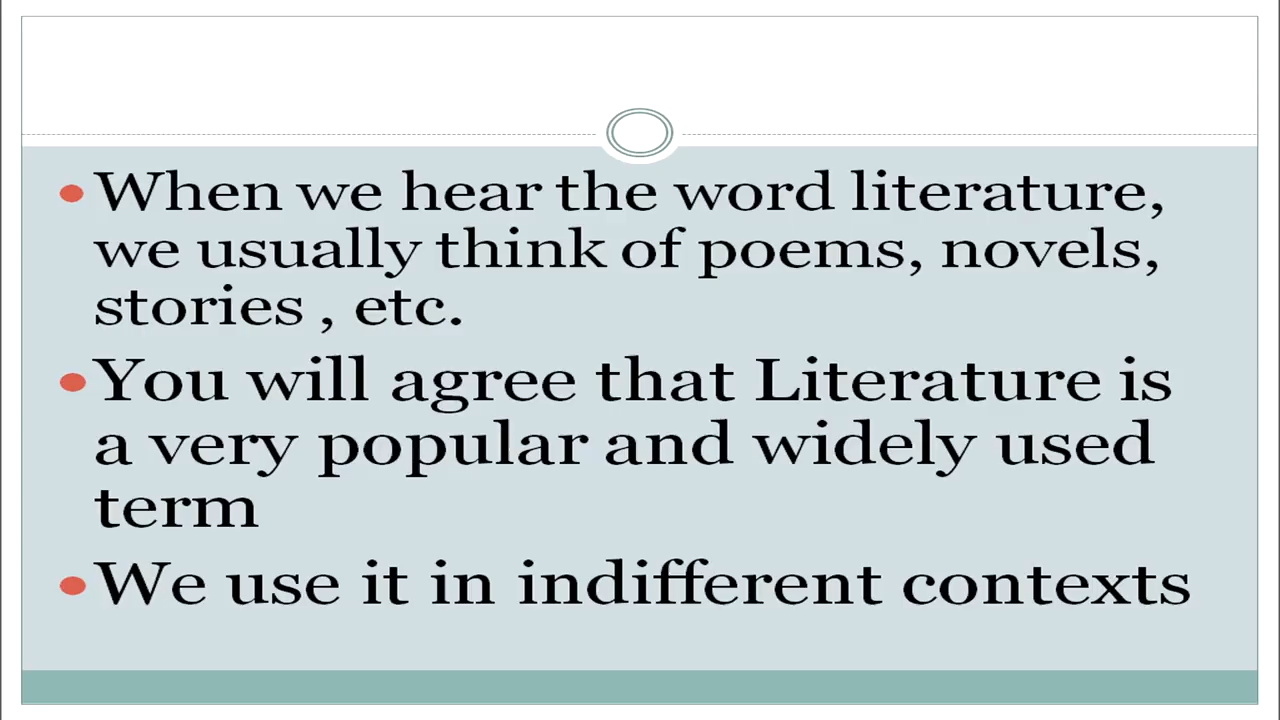 • When we hear the word literature,
we usually think of poems, novels,
stories , etc.
• You will agree that Literature is
a very popular and widely used
term
• We use it in indifferent contexts